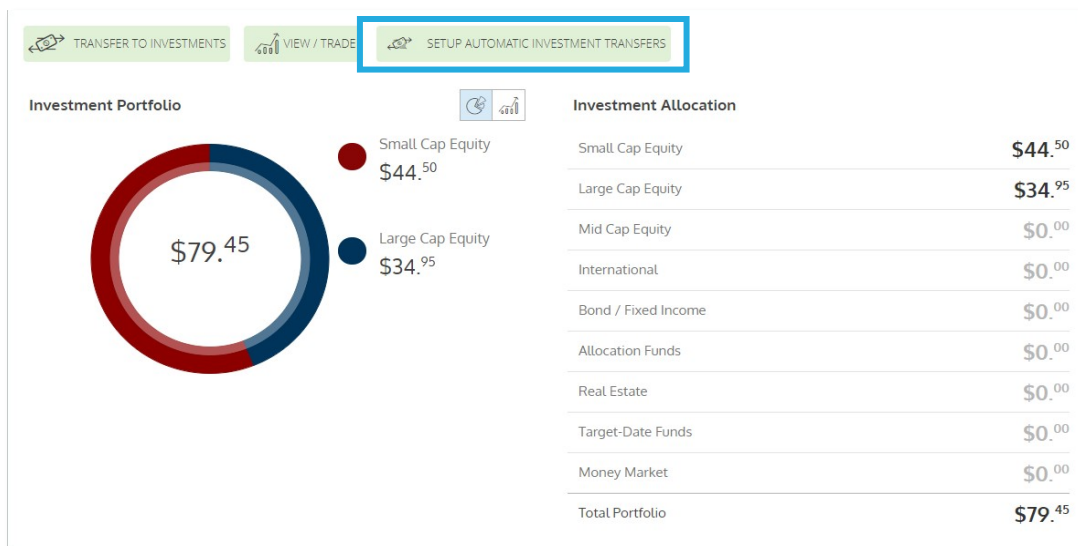 TRANSFER TO INVESTMENTS
VIEW / TRADE
SETUP AUTOMATIC INVESTMENT TRANSFERS
Investment Portfolio
$79.45
Small Cap Equity
$44.50
Large Cap Equity
$34.95
Investment Allocation
Small Cap Equity $44.50
Large Cap Equity $34.95
Mid Cap Equity $0.00
International $0.00
Bond / Fixed Income $0.00
Allocation Funds $0.00
Real Estate $0.00
Target-Date Funds $0.00
Money Market $0.00
Total Portfolio $79.45